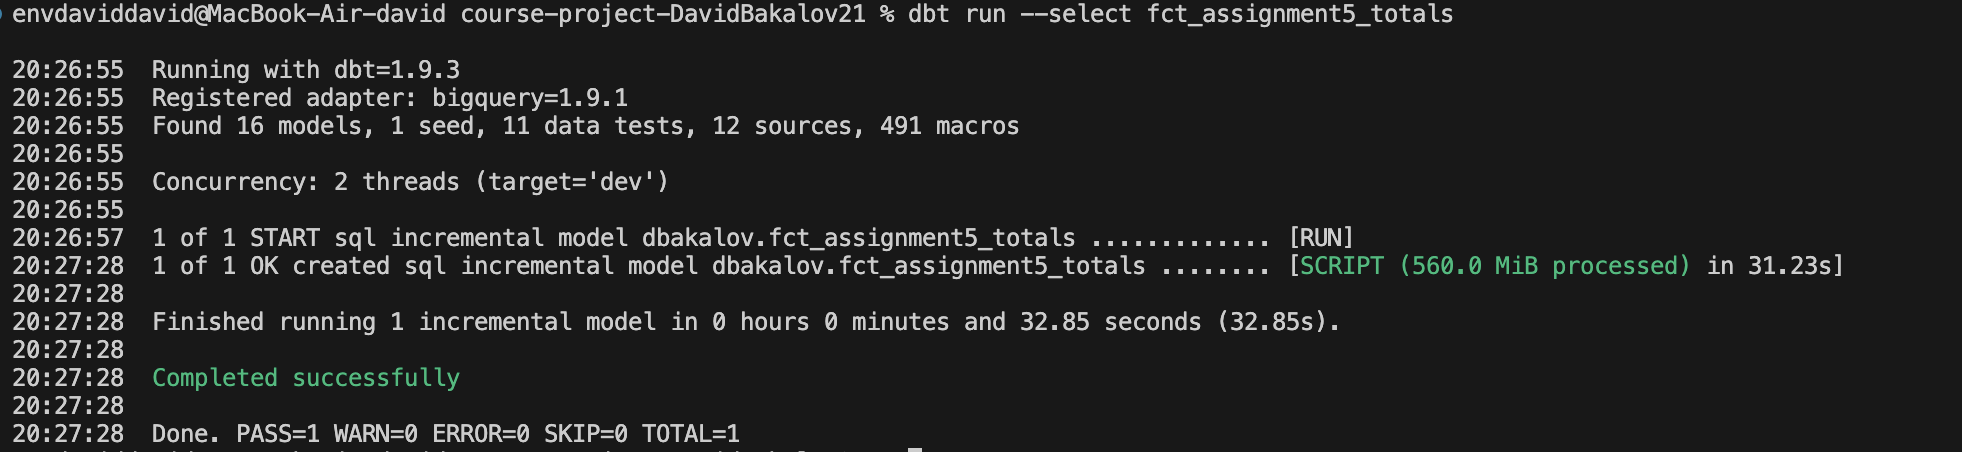 envdaviddavid@MacBook-Air-david course-project-DavidBakalov21 % dbt run --select fct_assignment5_totals
20:26:55  Running with dbt=1.9.3
20:26:55  Registered adapter: bigquery=1.9.1
20:26:55  Found 16 models, 1 seed, 11 data tests, 12 sources, 491 macros
20:26:55
20:26:55  Concurrency: 2 threads (target='dev')
20:26:55
20:26:57  1 of 1 START sql incremental model dbakalov.fct_assignment5_totals ............. [RUN]
20:27:28  1 of 1 OK created sql incremental model dbakalov.fct_assignment5_totals ........ [SCRIPT (560.0 MiB processed) in 31.23s]
20:27:28
20:27:28  Finished running 1 incremental model in 0 hours 0 minutes and 32.85 seconds (32.85s).
20:27:28
20:27:28  Completed successfully
20:27:28
20:27:28  Done. PASS=1 WARN=0 ERROR=0 SKIP=0 TOTAL=1